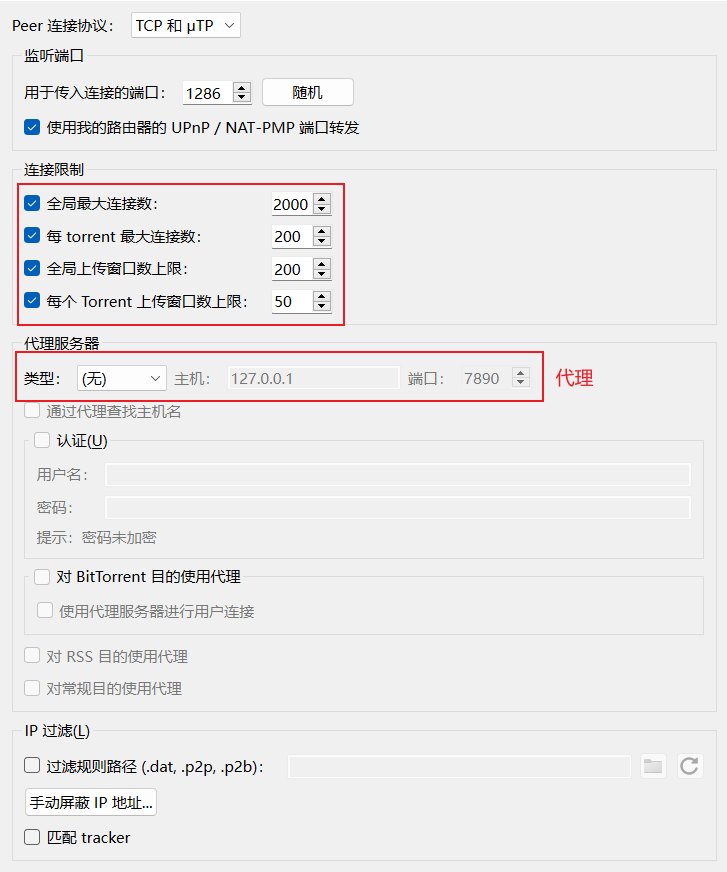 Peer 连接协议： TCP 和 μTP
监听端口
用于传入连接的端口： 1286 随机
使用我的路由器的 UPnP / NAT-PMP 端口转发
连接限制
全局最大连接数： 2000
每 torrent 最大连接数： 200
全局上传窗口数上限： 200
每个 Torrent 上传窗口数上限： 50
代理服务器
类型： (无) 主机： 127.0.0.1 端口： 7890 代理
通过代理查找主机名
认证(U)
用户名：
密码：
提示：密码未加密
对 BitTorrent 目的使用代理
使用代理服务器进行用户连接
对 RSS 目的使用代理
对常规目的使用代理
IP 过滤(L)
过滤规则路径 (.dat, .p2p, .p2b)：
手动屏蔽 IP 地址...
匹配 tracker